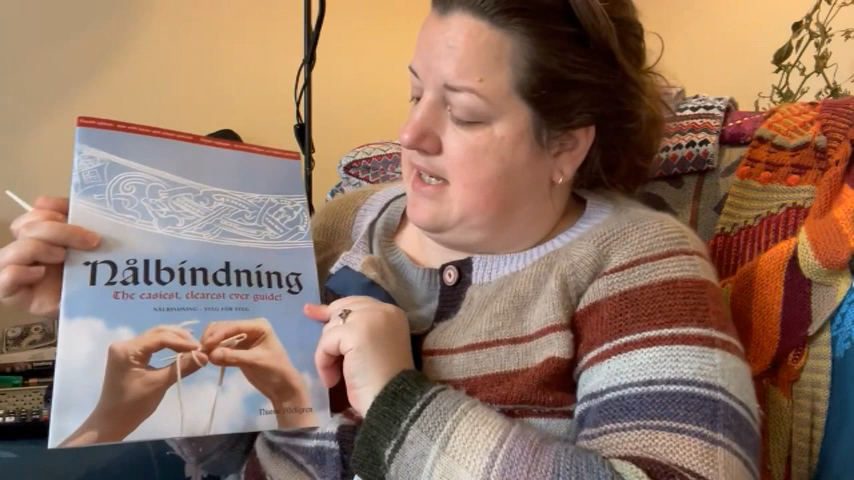 Nålbindning
The easiest, clearest ever guide!
NÅLBINDNING - STEG FÖR STEG